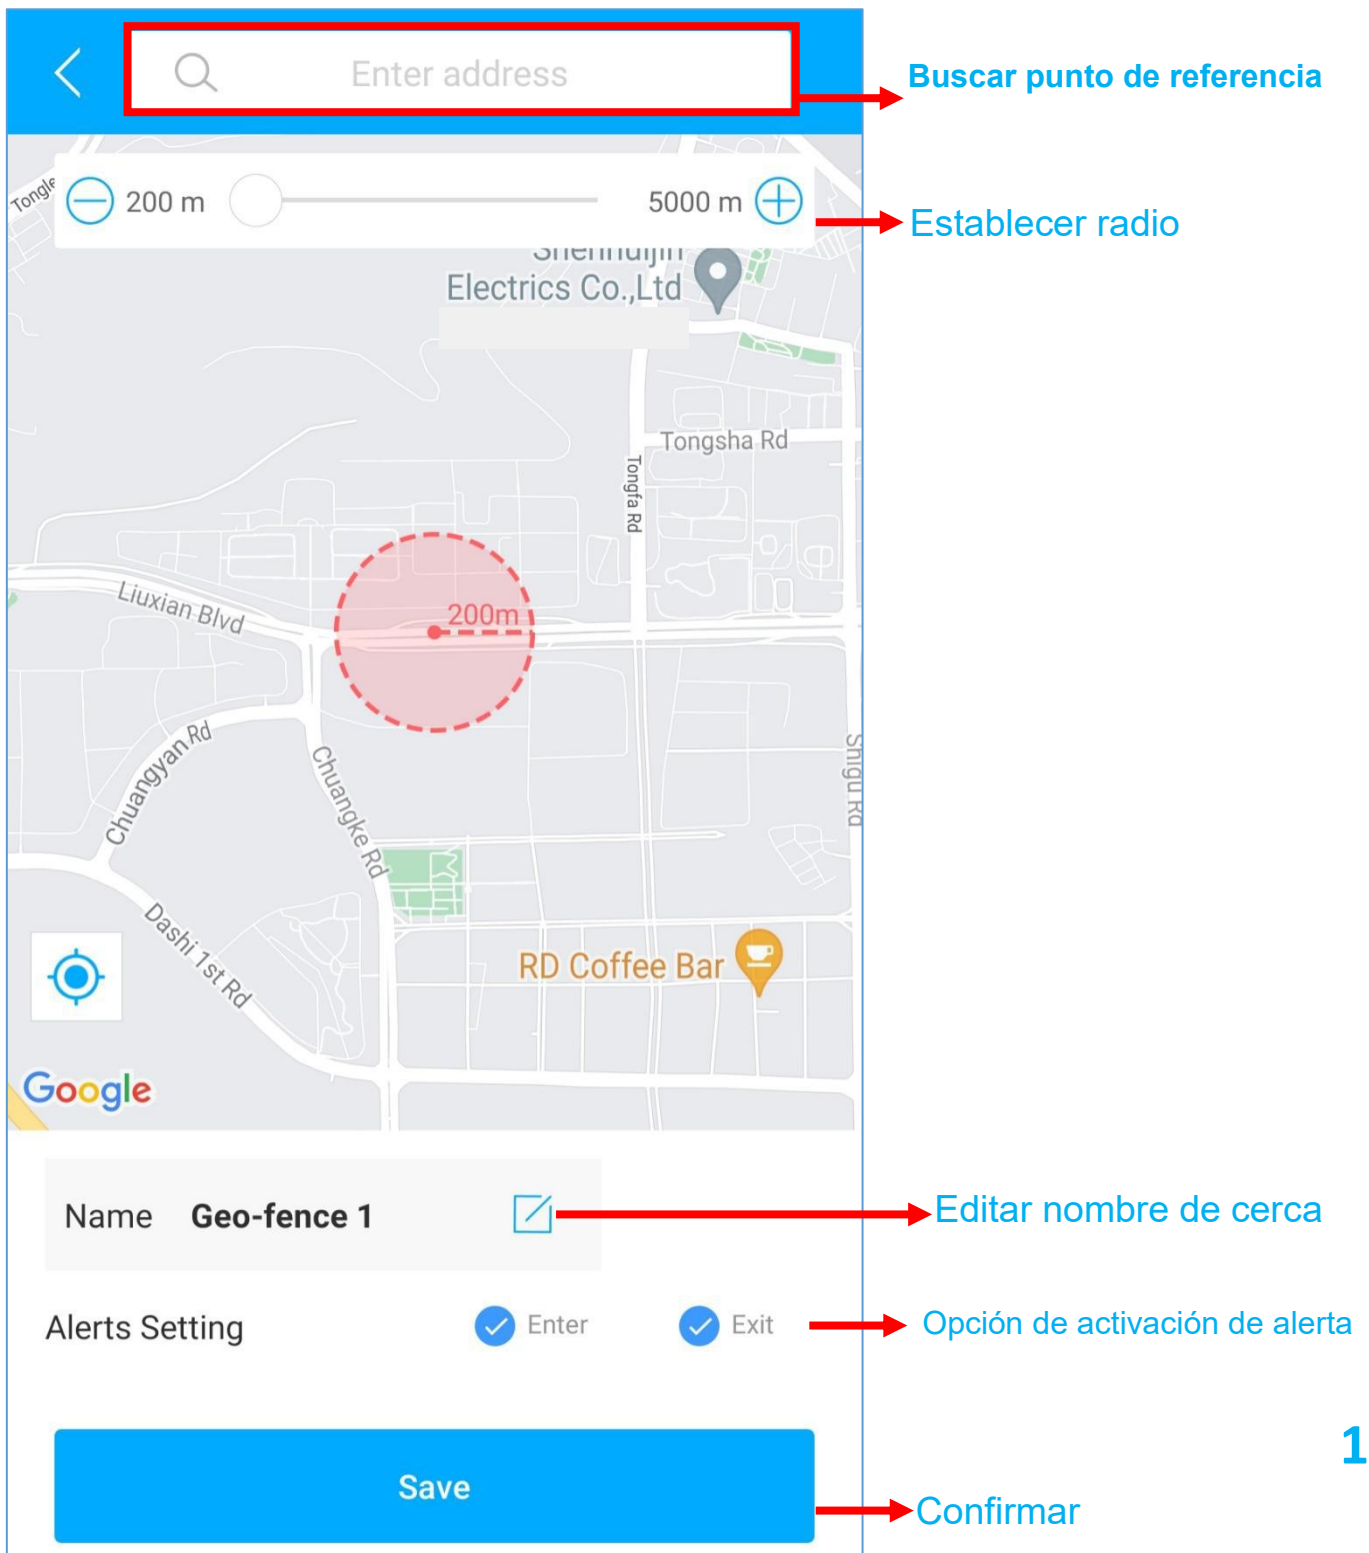 Enter address
Buscar punto de referencia
200 m
5000 m
Establecer radio
Electrics Co.,Ltd
Tongsha Rd
Tongfa Rd
Liuxian Blvd
200m
Chuangyan Rd
Chuangke Rd
Shigu Rd
Dashi 1st Rd
RD Coffee Bar
Google
Name Geo-fence 1
Editar nombre de cerca
Alerts Setting
Enter
Exit
Opción de activación de alerta
1
Save
Confirmar